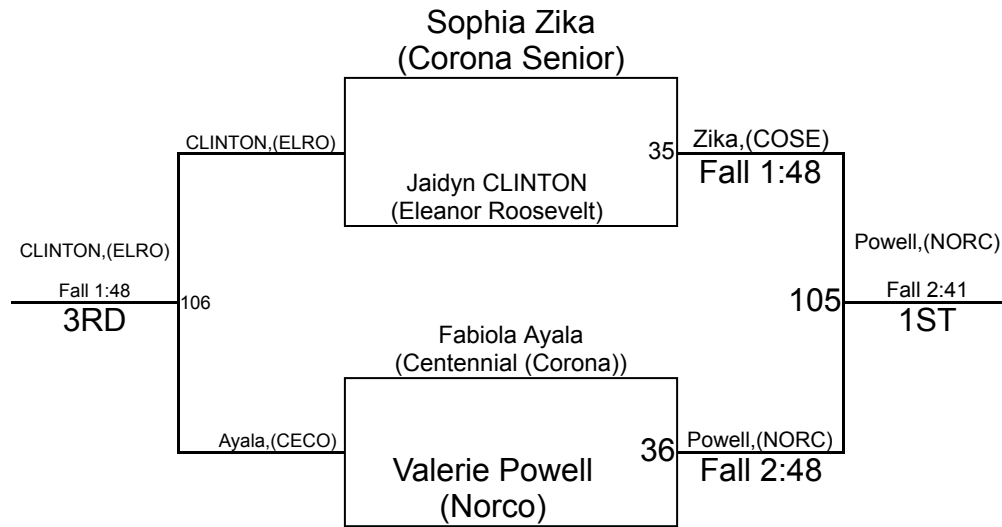 Sophia Zika
(Corona Senior)
CLINTON,(ELRO)
35
Zika,(COSE)
Fall 1:48
Jaidyn CLINTON
(Eleanor Roosevelt)
CLINTON,(ELRO)
Fall 1:48
3RD
106
105
Powell,(NORC)
Fall 2:41
1ST
Fabiola Ayala
(Centennial (Corona))
Ayala,(CECO)
36
Powell,(NORC)
Fall 2:48
Valerie Powell
(Norco)